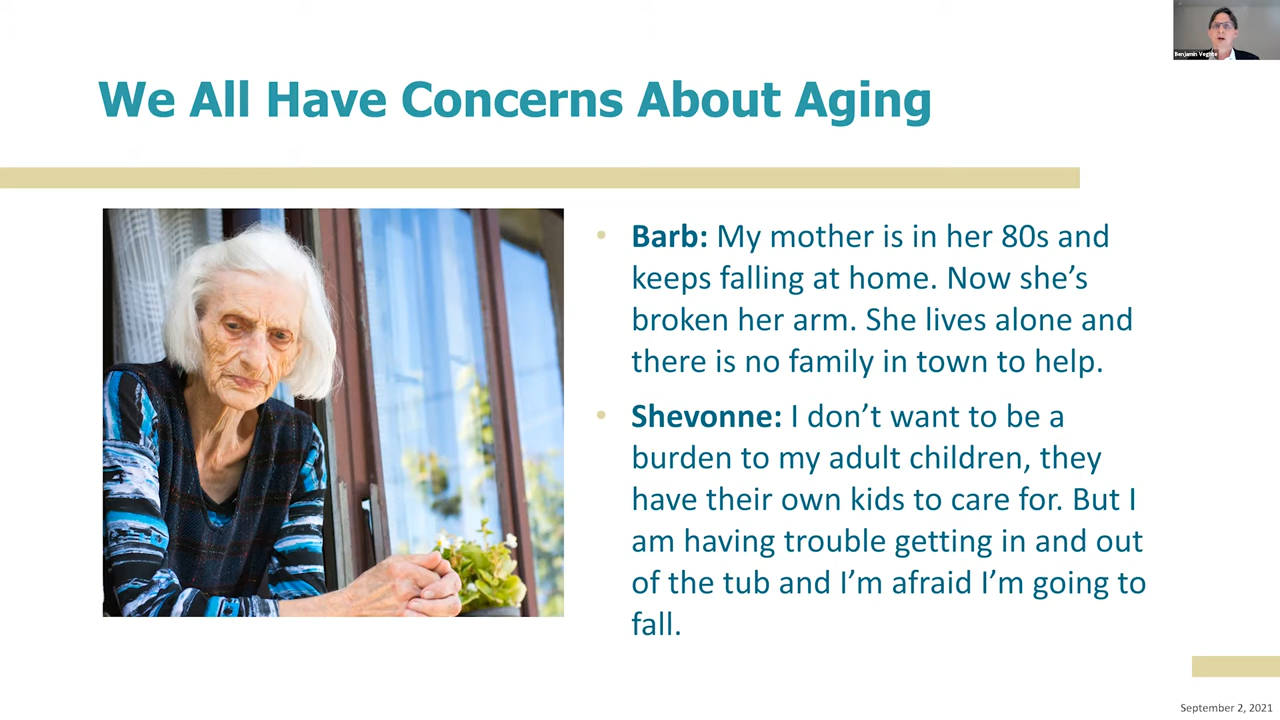 Benjamin Veghte
We All Have Concerns About Aging
• Barb: My mother is in her 80s and
keeps falling at home. Now she’s
broken her arm. She lives alone and
there is no family in town to help.
• Shevonne: I don’t want to be a
burden to my adult children, they
have their own kids to care for. But I
am having trouble getting in and out
of the tub and I’m afraid I’m going to
fall.
September 2, 2021